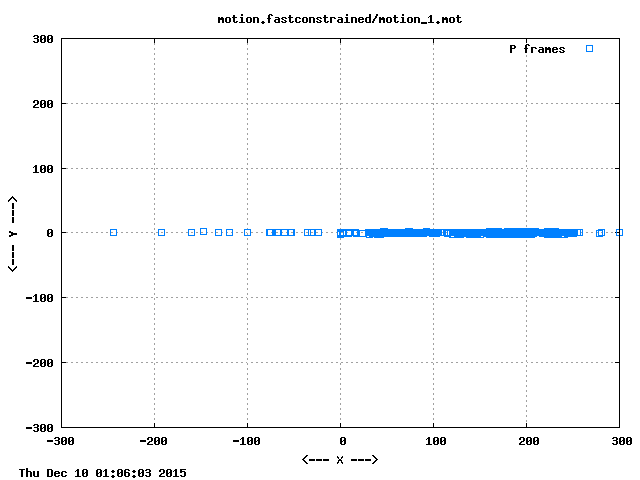 motion.fastconstrained/motion_1.mot
P frames
300
200
100
0
-100
-200
-300
<--- Y --->
-300 -200 -100 0 100 200 300
<--- X --->
Thu Dec 10 01:06:03 2015